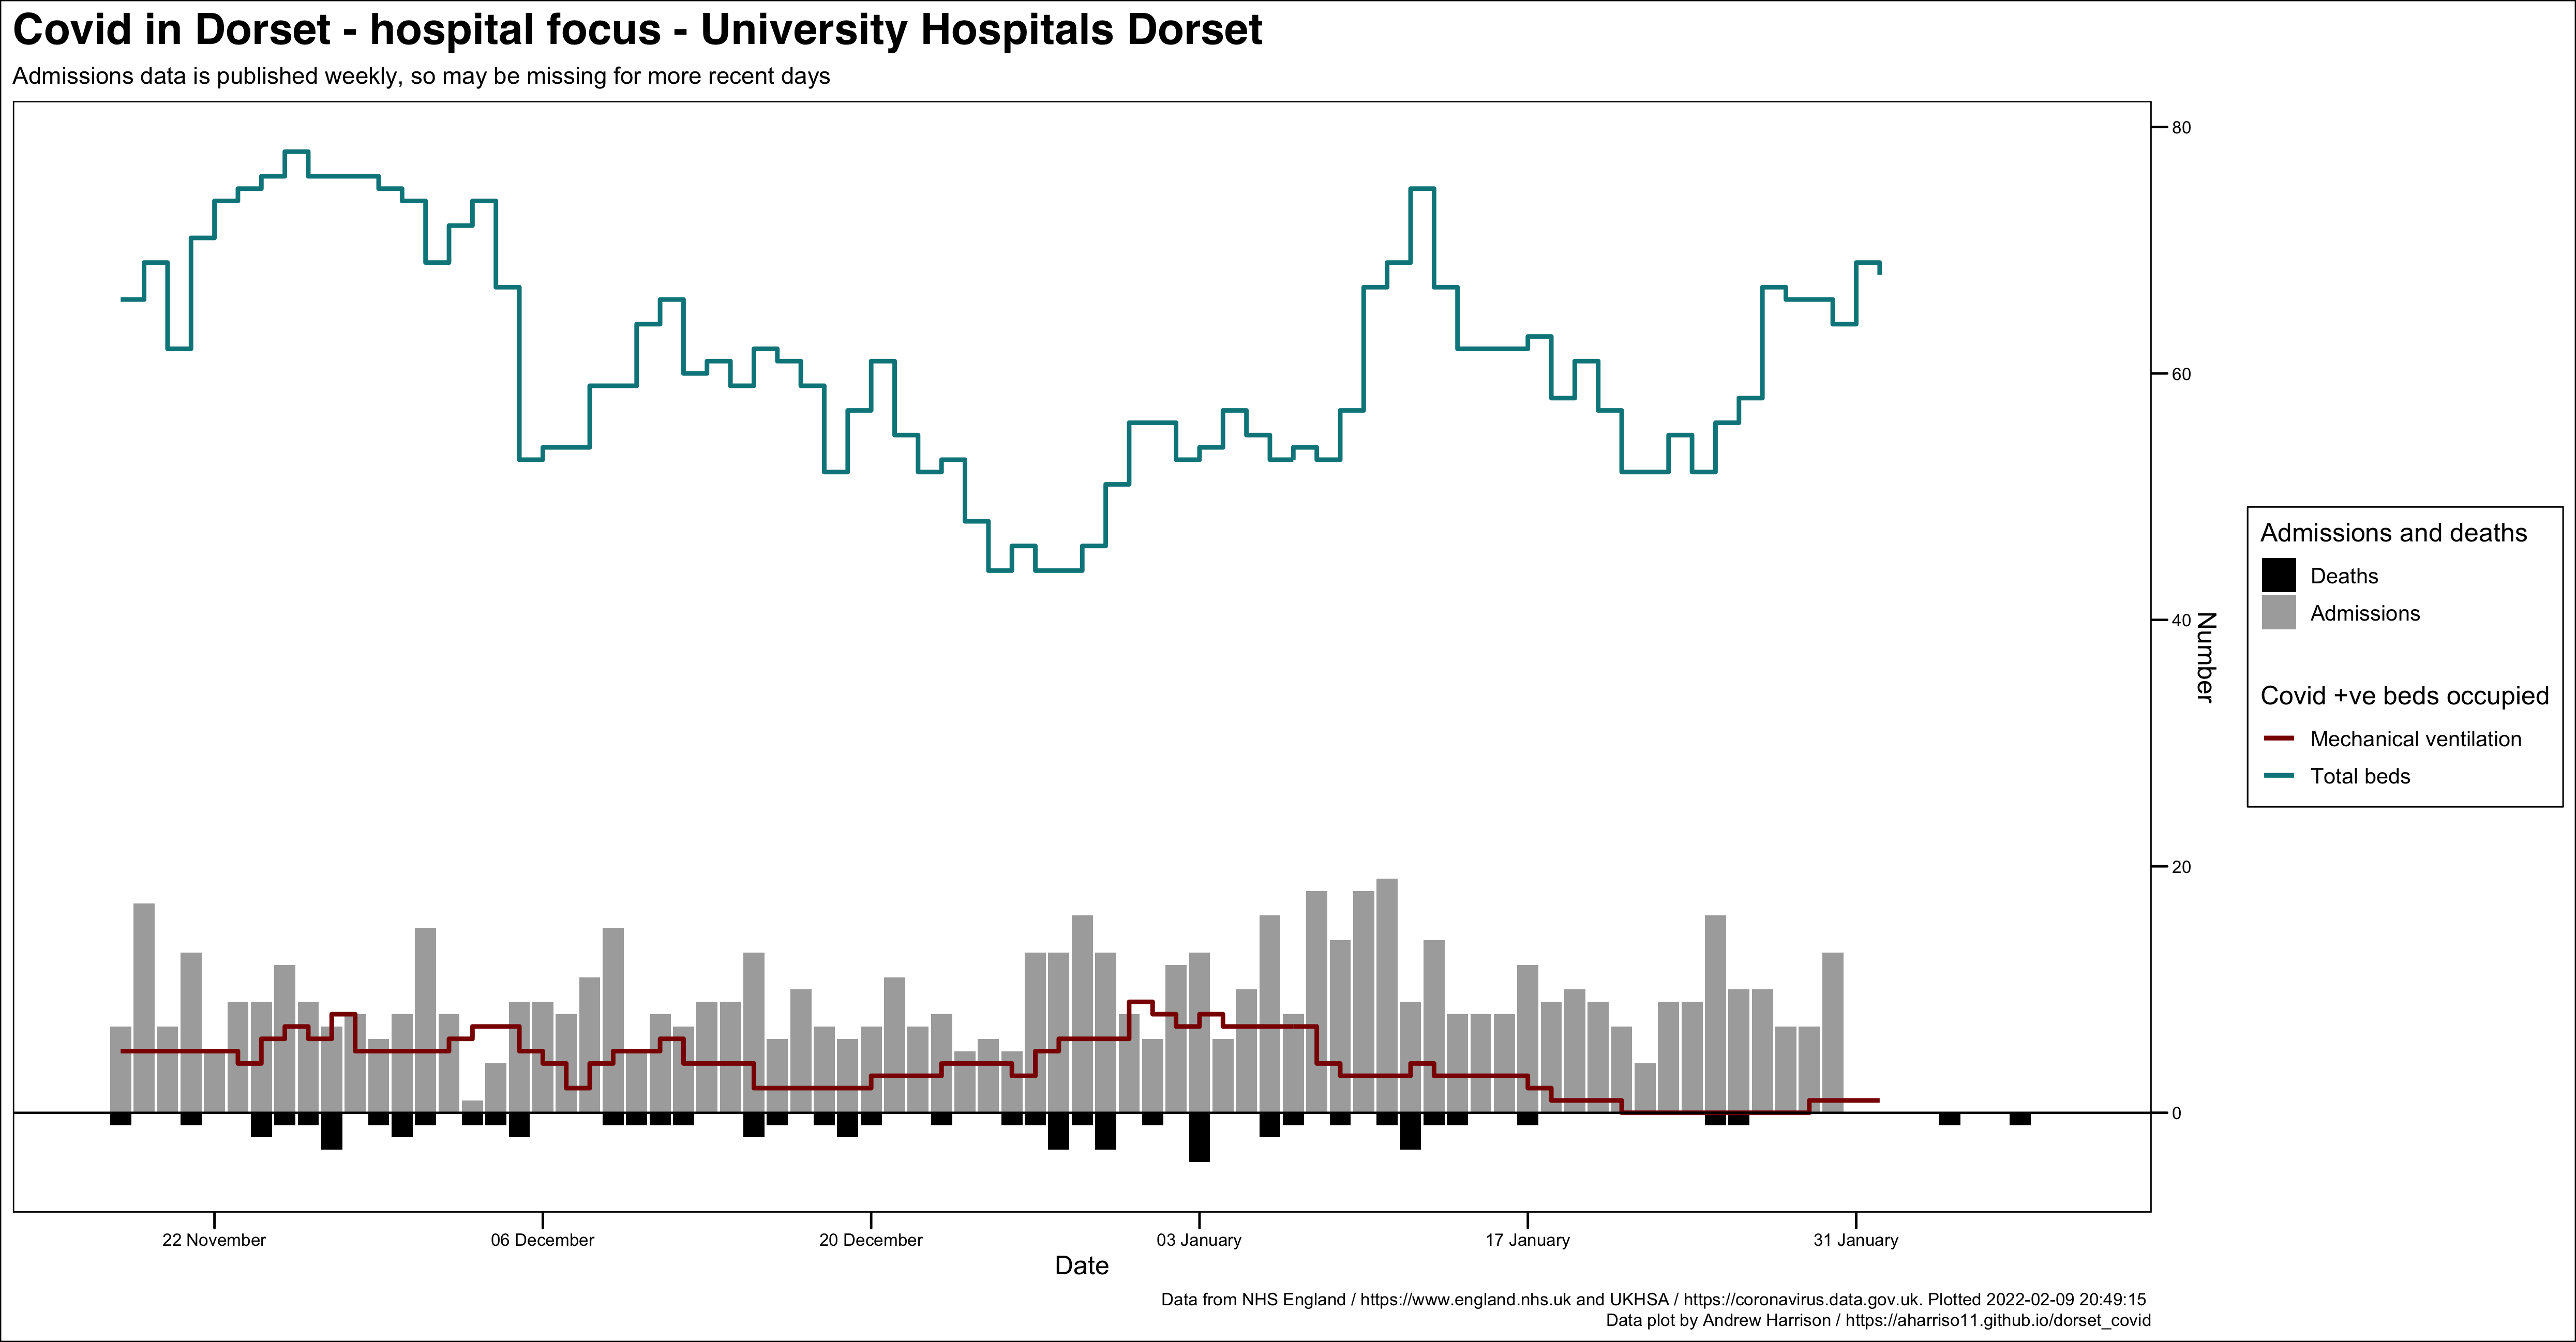 Covid in Dorset - hospital focus - University Hospitals Dorset
Admissions data is published weekly, so may be missing for more recent days
80
60
40
20
0
Number
Admissions and deaths
Deaths
Admissions
Covid +ve beds occupied
Mechanical ventilation
Total beds
22 November
06 December
20 December
03 January
17 January
31 January
Date
Data from NHS England / https://www.england.nhs.uk and UKHSA / https://coronavirus.data.gov.uk. Plotted 2022-02-09 20:49:15
Data plot by Andrew Harrison / https://aharriso11.github.io/dorset_covid